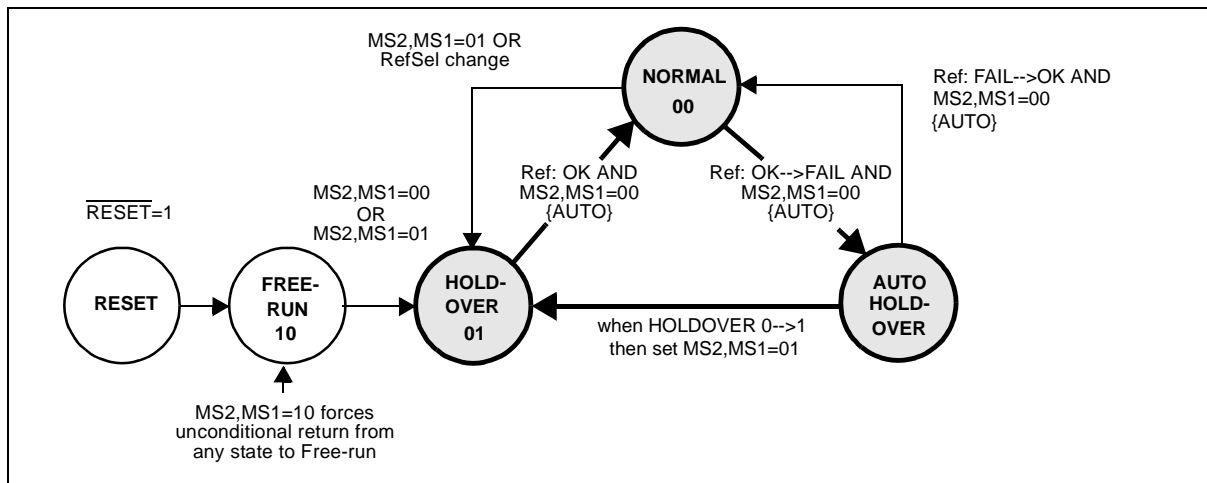 MS2,MS1=01 OR
RefSel change
NORMAL
00
Ref: FAIL-->OK AND
MS2,MS1=00
{AUTO}
Ref: OK AND
MS2,MS1=00
{AUTO}
Ref: OK-->FAIL AND
MS2,MS1=00
{AUTO}
MS2,MS1=00
OR
MS2,MS1=01
RESET=1
RESET
FREE-
RUN
10
HOLD-
OVER
01
AUTO
HOLD-
OVER
when HOLDOVER 0-->1
then set MS2,MS1=01
MS2,MS1=10 forces
unconditional return from
any state to Free-run